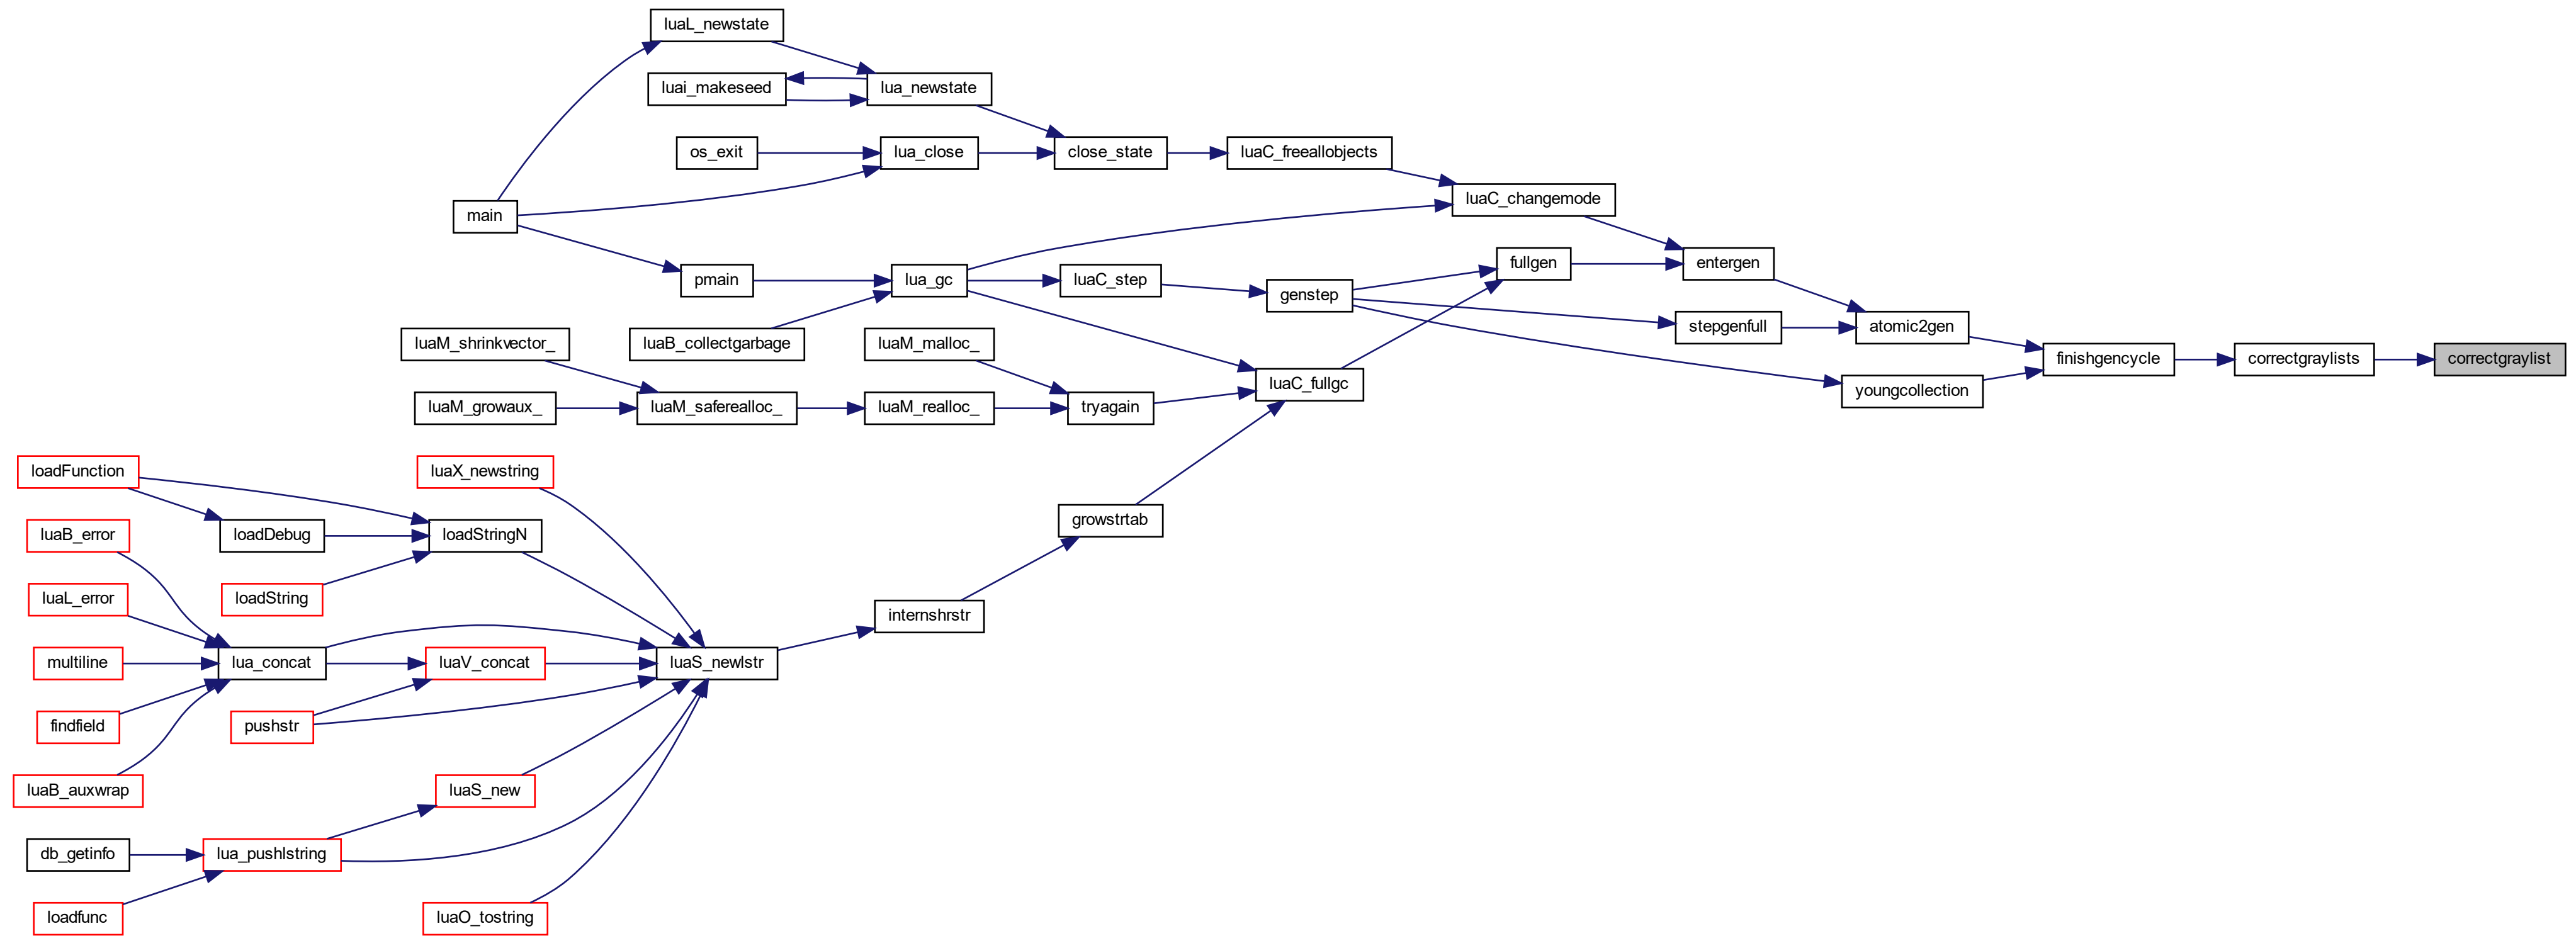 luaL_newstate
luai_makeseed
lua_newstate
os_exit
lua_close
close_state
luaC_freeallobjects
luaC_changemode
main
pmain
lua_gc
luaC_step
genstep
fullgen
entergen
luaB_collectgarbage
luaM_shrinkvector_
luaM_malloc_
stepgenfull
atomic2gen
finishgencycle
correctgraylists
correctgraylist
luaC_fullgc
youngcollection
luaM_growaux_
luaM_saferealloc_
luaM_realloc_
tryagain
loadFunction
luaX_newstring
growstrtab
luaB_error
loadDebug
loadStringN
luaL_error
loadString
internshrstr
multiline
lua_concat
luaV_concat
luaS_newlstr
findfield
pushstr
luaB_auxwrap
luaS_new
db_getinfo
lua_pushlstring
loadfunc
luaO_tostring